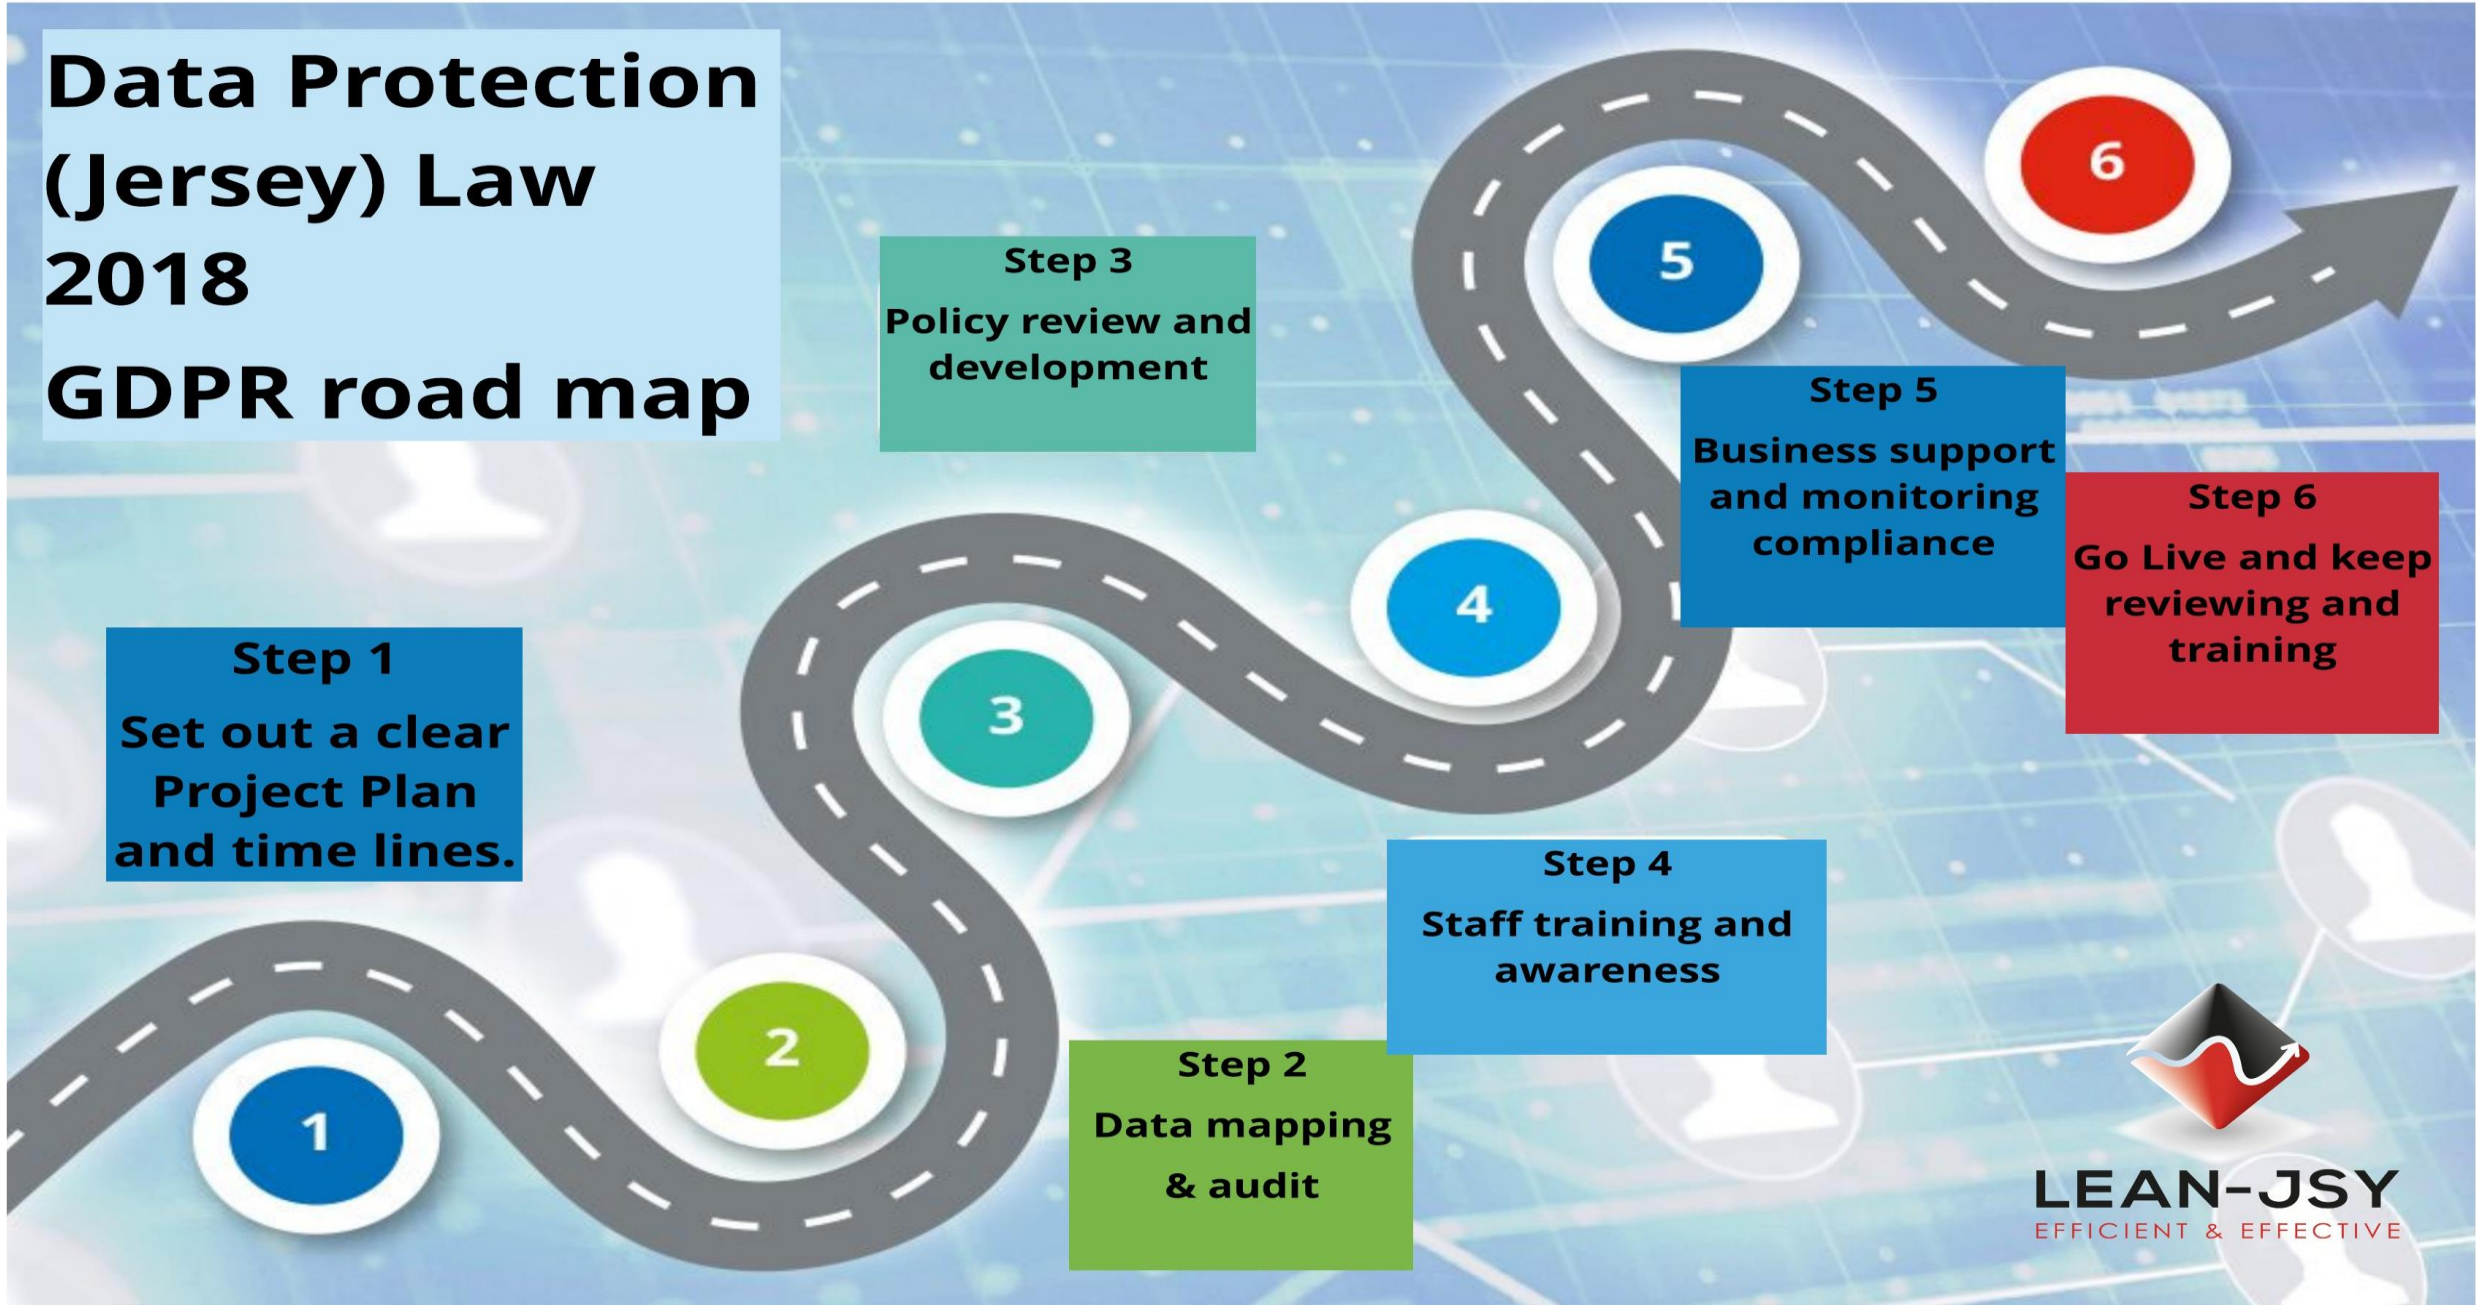 Data Protection
(Jersey) Law
2018
GDPR road map
Step 1
Set out a clear
Project Plan
and time lines.
1
2
Step 2
Data mapping
& audit
Step 3
Policy review and
development
3
4
Step 4
Staff training and
awareness
5
Step 5
Business support
and monitoring
compliance
6
Step 6
Go Live and keep
reviewing and
training
LEAN-JSY
EFFICIENT & EFFECTIVE